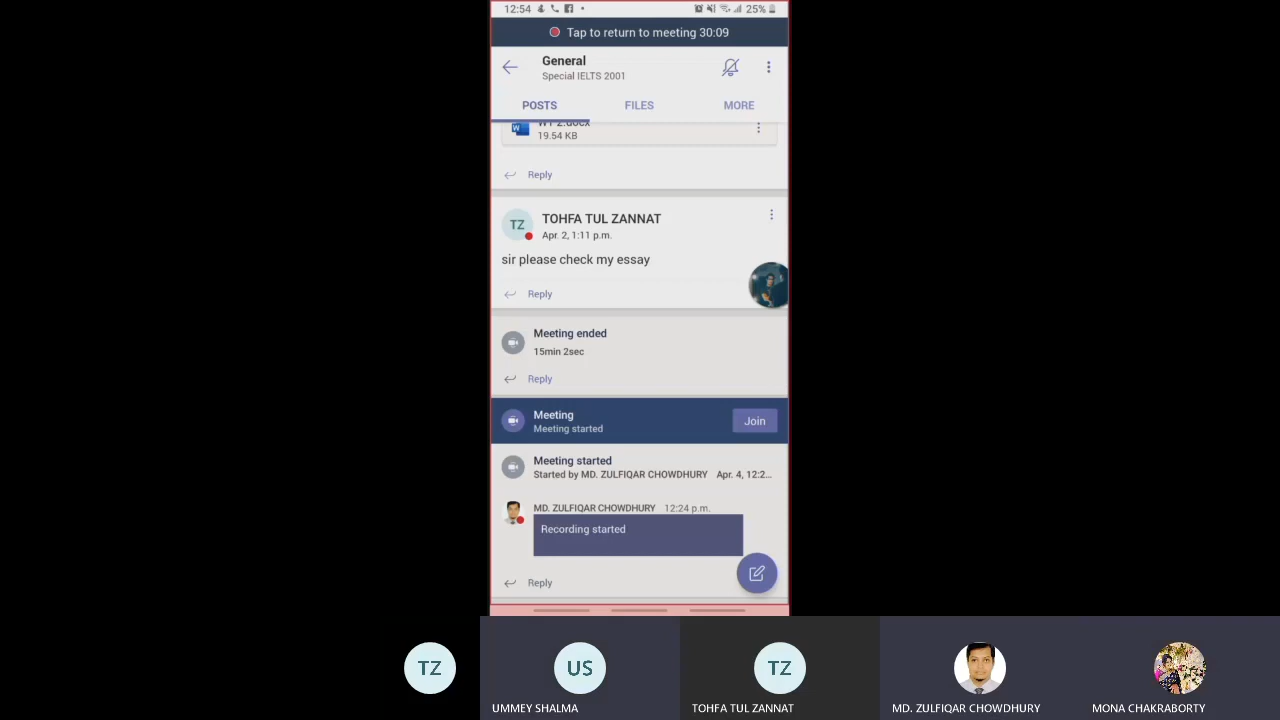 12:54
25%
Tap to return to meeting 30:09
General
Special IELTS 2001
POSTS FILES MORE
19.54 KB
Reply
TZ
TOHFA TUL ZANNAT
Apr. 2, 1:11 p.m.
sir please check my essay
Reply
Meeting ended
15min 2sec
Reply
Meeting
Meeting started
Join
Meeting started
Started by MD. ZULFIQAR CHOWDHURY Apr. 4, 12:2...
MD. ZULFIQAR CHOWDHURY 12:24 p.m.
Recording started
Reply
TZ
US
TZ
UMMEY SHALMA
TOHFA TUL ZANNAT
MD. ZULFIQAR CHOWDHURY
MONA CHAKRABORTY